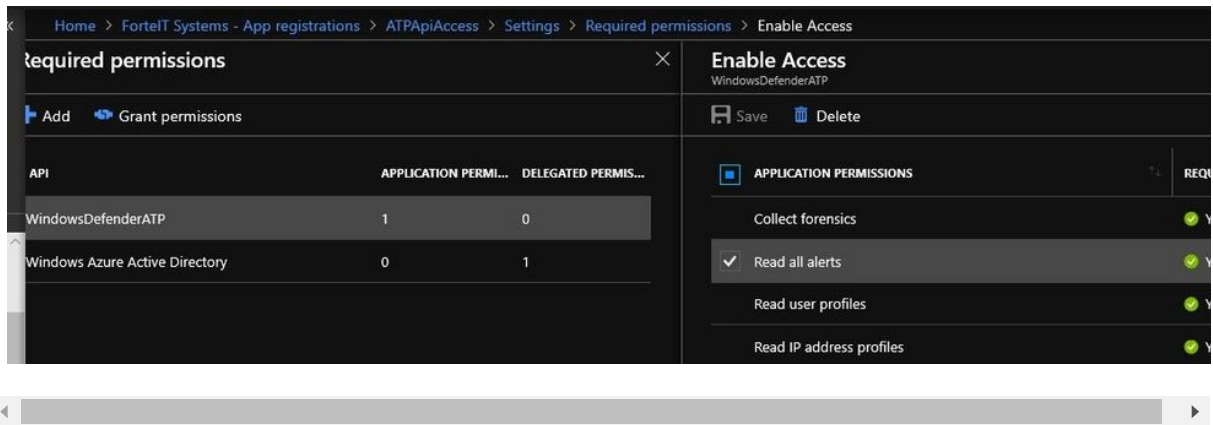 Home > ForteIT Systems - App registrations > ATPApiAccess > Settings > Required permissions > Enable Access
Required permissions
Add Grant permissions
API APPLICATION PERMI... DELEGATED PERMIS...
WindowsDefenderATP 1 0
Windows Azure Active Directory 0 1
Enable Access
WindowsDefenderATP
Save Delete
APPLICATION PERMISSIONS REQU
Collect forensics Y
Read all alerts Y
Read user profiles Y
Read IP address profiles Y